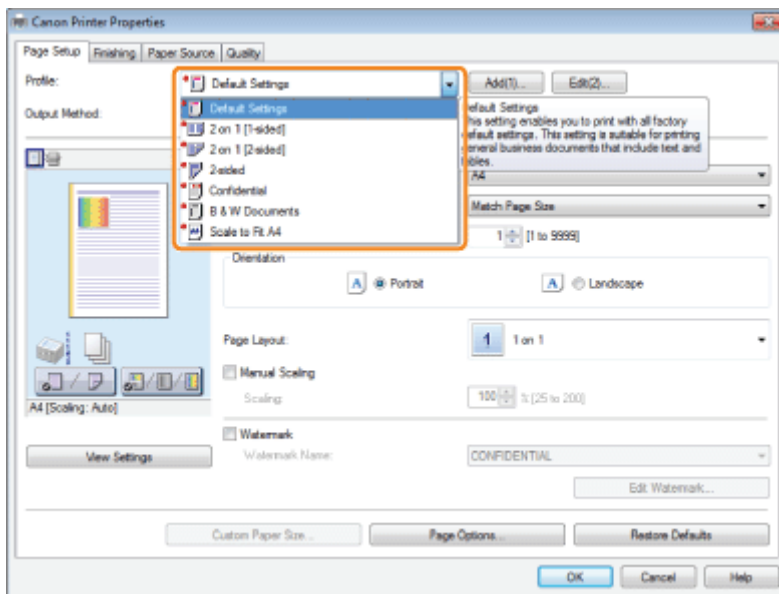 Canon Printer Properties
Page Setup Finishing Paper Source Quality
Profile: Default Settings Add(1)... Edit(2)...
Output Method:
Default Settings
2 on 1 [1-sided]
2 on 1 [2-sided]
2-sided
Confidential
B & W Documents
Scale to Fit A4
efault Settings
his setting enables you to print with all factory
efault settings. This setting is suitable for printing
eneral business documents that include text and
bles.
A4
Match Page Size
1 [1 to 9999]
Orientation
A Portrait A Landscape
Page Layout: 1 1 on 1
Manual Scaling
Scaling: 100 % [25 to 200]
A4 [Scaling: Auto]
Watermark
Watermark Name: CONFIDENTIAL
View Settings
Edit Watermark...
Custom Paper Size... Page Options... Restore Defaults
OK Cancel Help